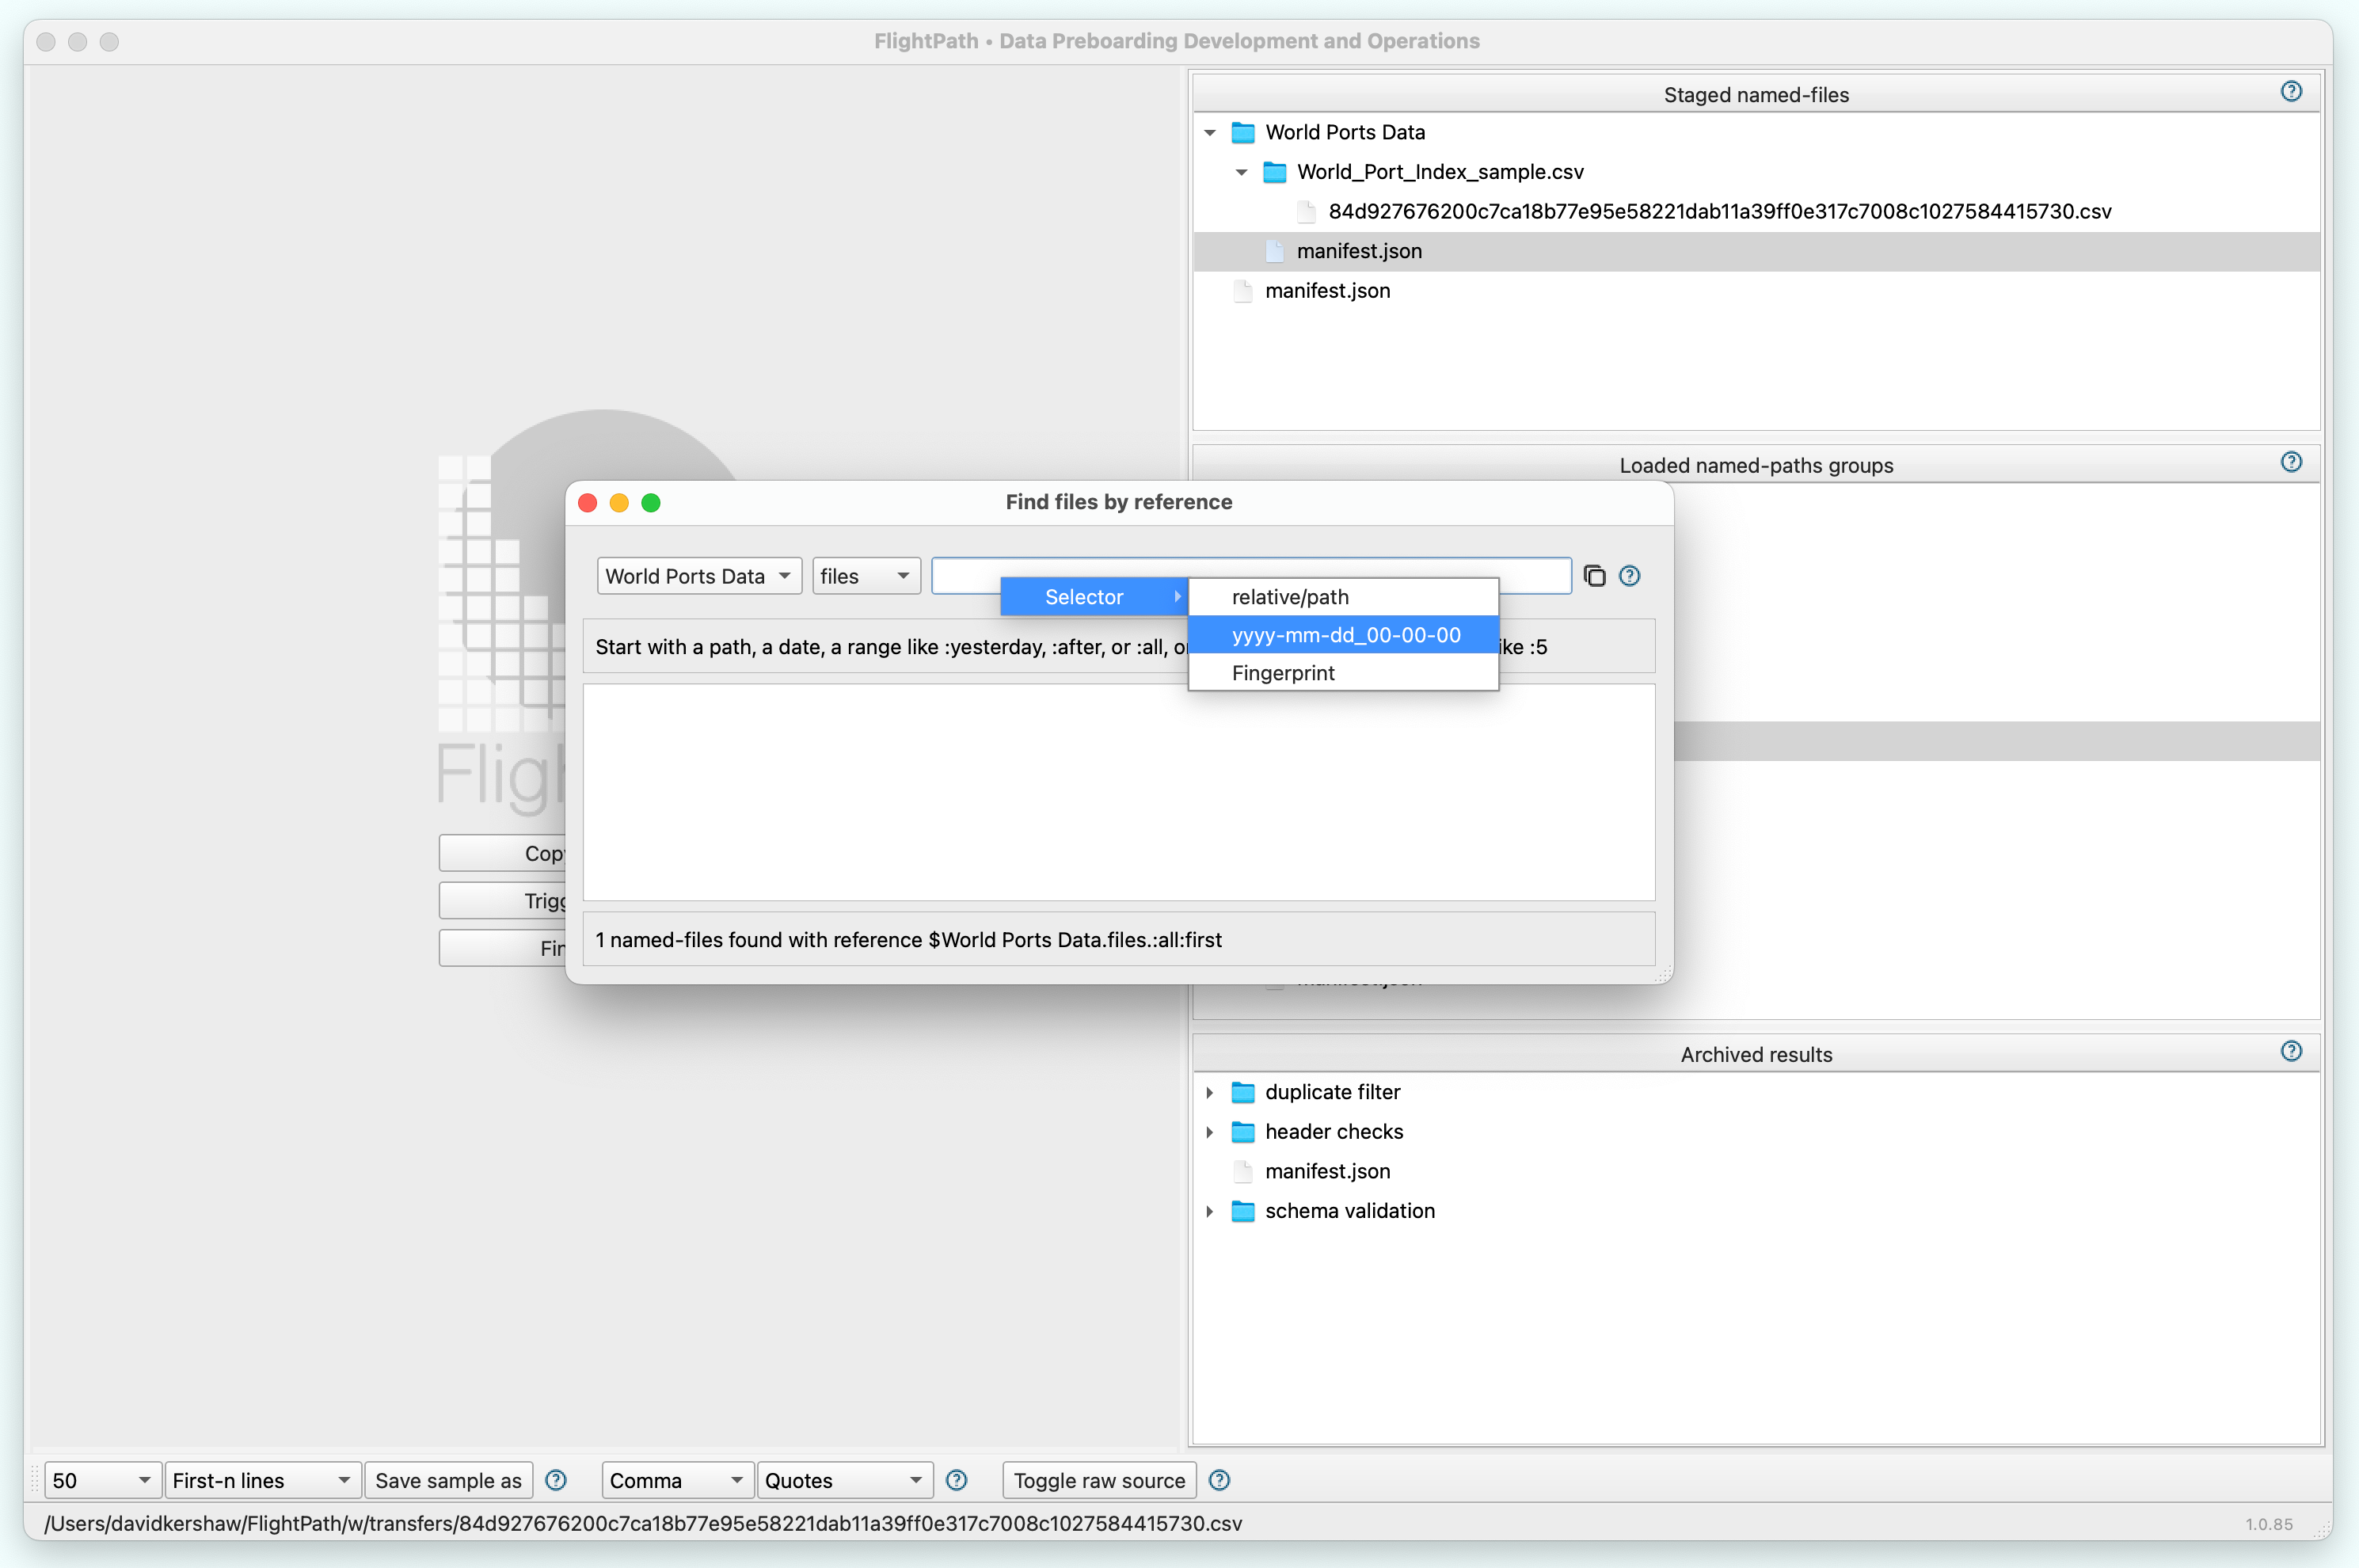 FlightPath • Data Preboarding Development and Operations
Staged named-files
World Ports Data
World_Port_Index_sample.csv
84d927676200c7ca18b77e95e58221dab11a39ff0e317c7008c1027584415730.csv
manifest.json
manifest.json
Loaded named-paths groups
Find files by reference
World Ports Data files
Selector relative/path
yyyy-mm-dd_00-00-00
Fingerprint
Start with a path, a date, a range like :yesterday, :after, or :all, like :5
1 named-files found with reference $World Ports Data.files.:all:first
Fligh
Copy
Trigg
Fin
manifest.json
Archived results
duplicate filter
header checks
manifest.json
schema validation
50 First-n lines Save sample as Comma Quotes Toggle raw source
/Users/davidkershaw/FlightPath/w/transfers/84d927676200c7ca18b77e95e58221dab11a39ff0e317c7008c1027584415730.csv
1.0.85